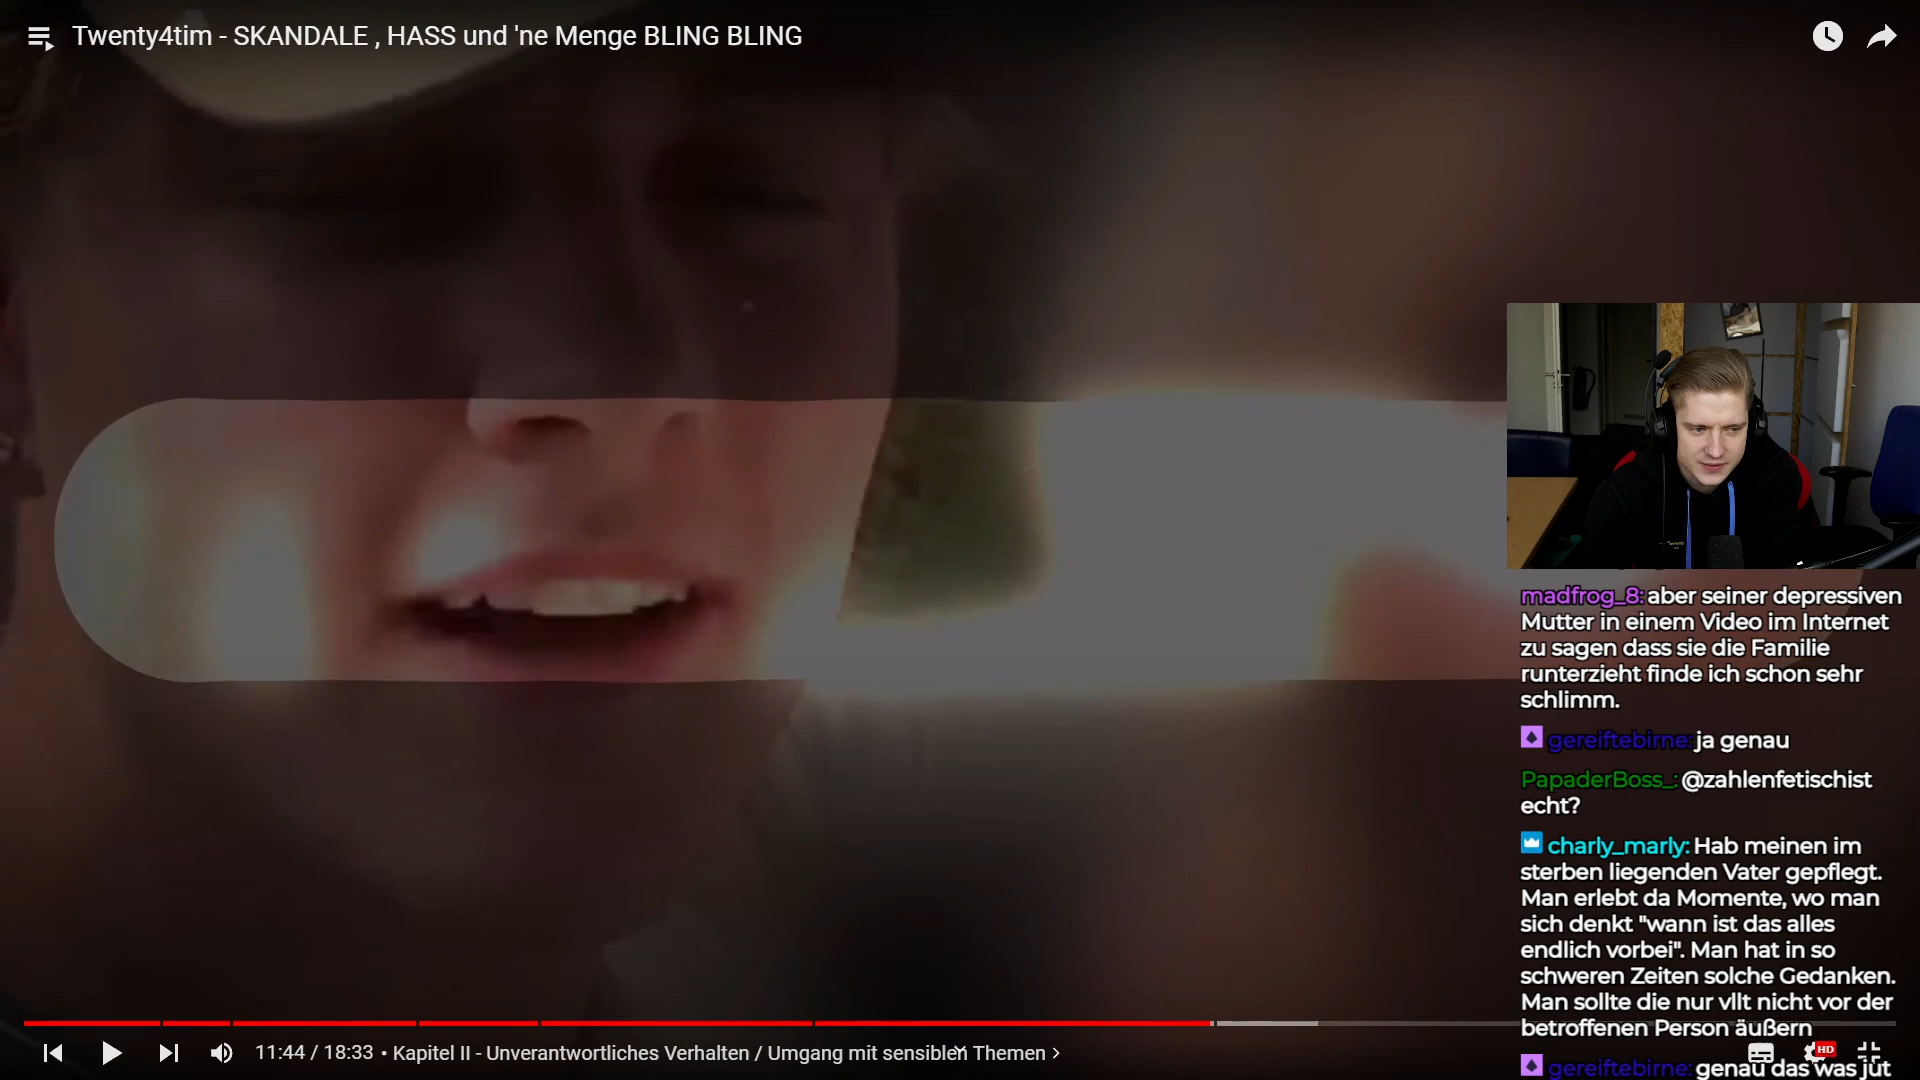 Twenty4tim - SKANDALE , HASS und 'ne Menge BLING BLING
madfrog_8: aber seiner depressiven
Mutter in einem Video im Internet
zu sagen dass sie die Familie
runterzieht finde ich schon sehr
schlimm.
gereiftebirne: ja genau
PapaderBoss_: @zahlenfetischist
echt?
charly_marly: Hab meinen im
sterben liegenden Vater gepflegt.
Man erlebt da Momente, wo man
sich denkt "wann ist das alles
endlich vorbei". Man hat in so
schweren Zeiten solche Gedanken.
Man sollte die nur vllt nicht vor der
betroffenen Person äußern
gereiftebirne: genau das was jut
11:44 / 18:33 • Kapitel II - Unverantwortliches Verhalten / Umgang mit sensiblen Themen >
HD